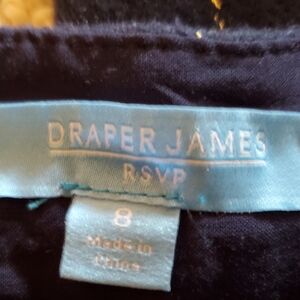 DRAPER JAMES
RSVP
8
Made in
China